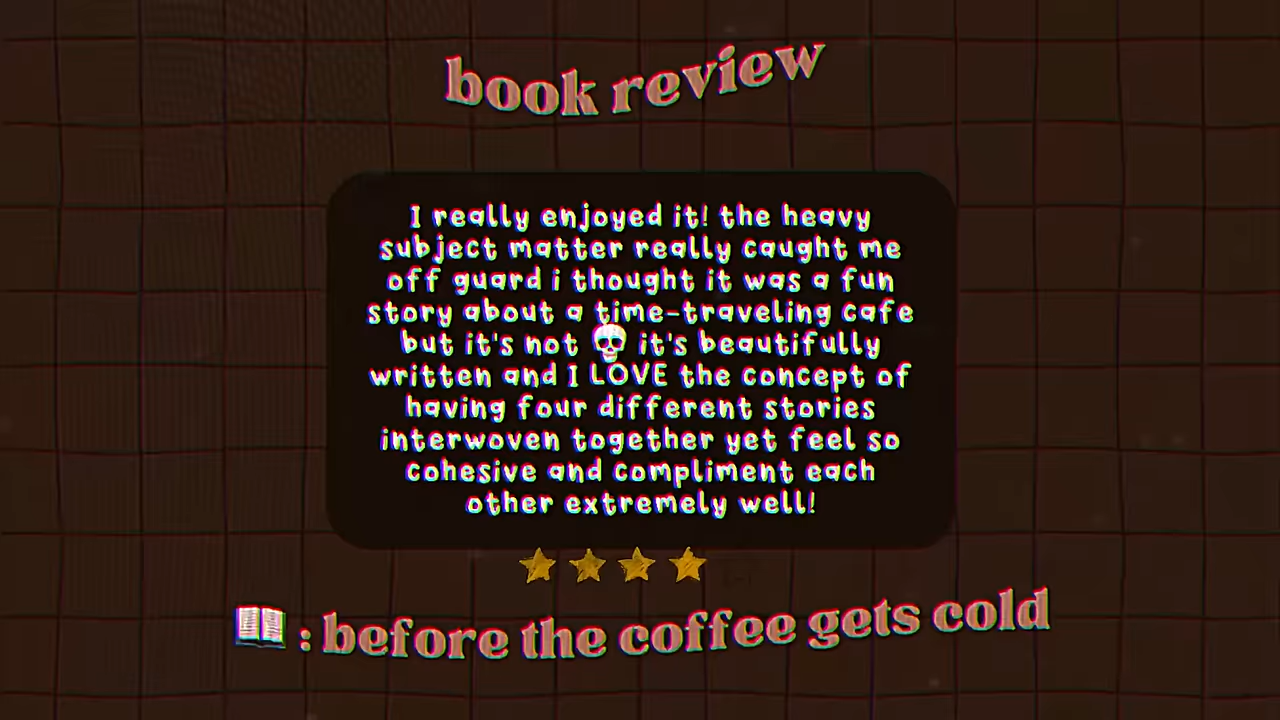 book review
I really enjoyed it! the heavy
subject matter really caught me
off guard i thought it was a fun
story about a time-traveling cafe
but it's not 💀 it's beautifully
written and I LOVE the concept of
having four different stories
interwoven together yet feel so
cohesive and compliment each
other extremely well!
📖 : before the coffee gets cold